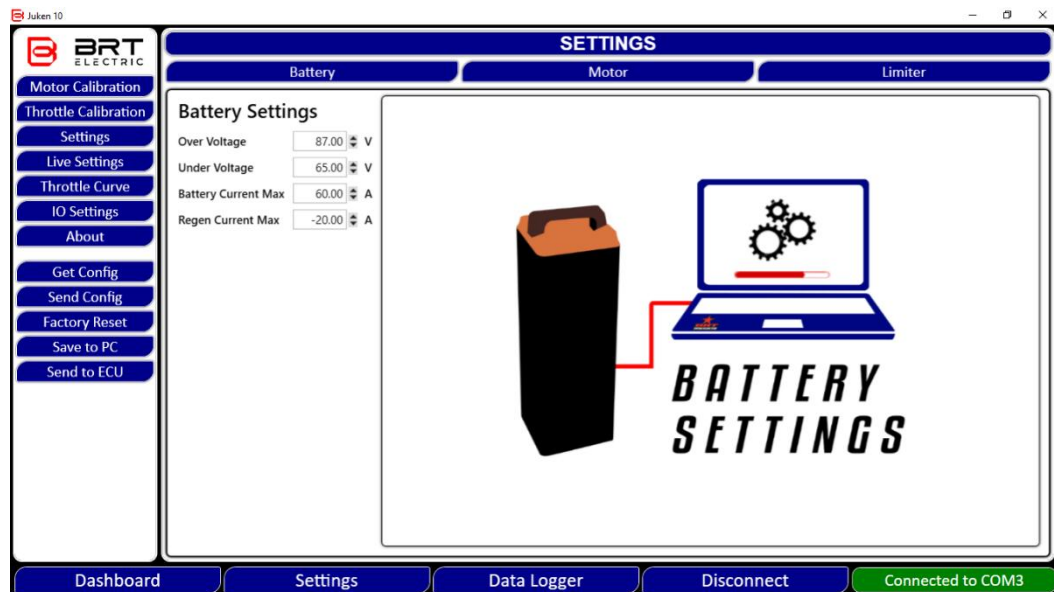 Juken 10
BRT
ELECTRIC
Motor Calibration
Throttle Calibration
Settings
Live Settings
Throttle Curve
IO Settings
About
Get Config
Send Config
Factory Reset
Save to PC
Send to ECU
SETTINGS
Battery Motor Limiter
Battery Settings
Over Voltage 87.00 V
Under Voltage 65.00 V
Battery Current Max 60.00 A
Regen Current Max -20.00 A
BATTERY
SETTINGS
Dashboard Settings Data Logger Disconnect Connected to COM3